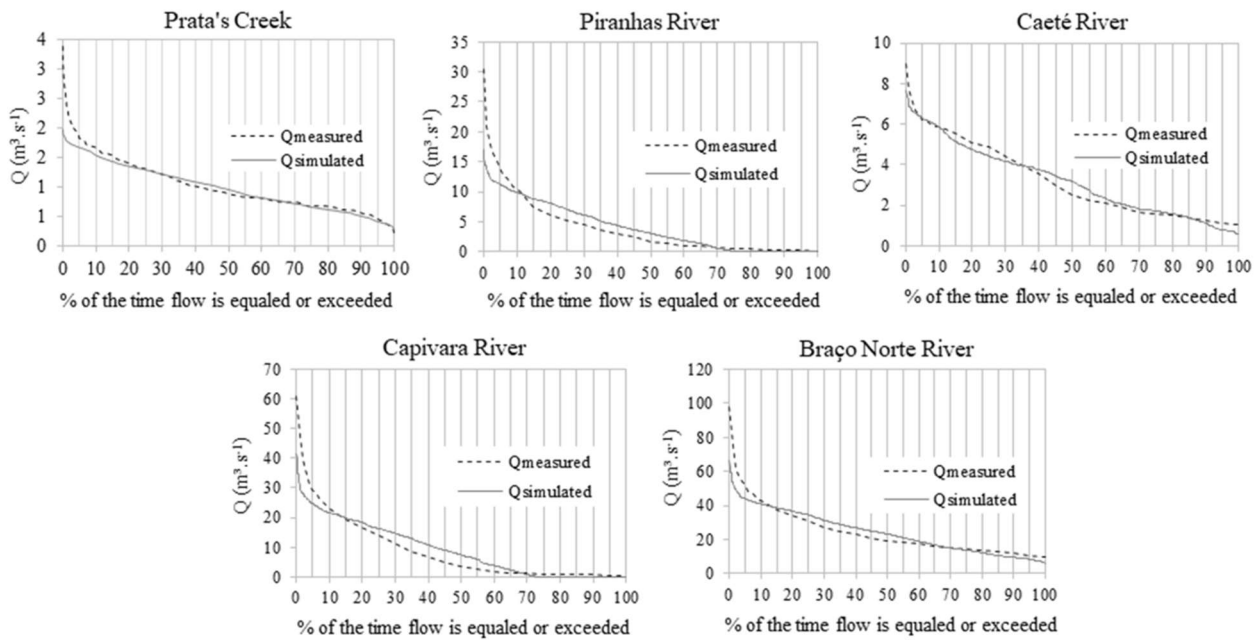 Prata's Creek
4
3
3
2
2
1
1
0
Q (m³.s⁻¹)
Qmeasured
Qsimulated
0 10 20 30 40 50 60 70 80 90 100
% of the time flow is equaled or exceeded
Piranhas River
35
30
25
20
15
10
5
0
Q (m³.s⁻¹)
Qmeasured
Qsimulated
0 10 20 30 40 50 60 70 80 90 100
% of the time flow is equaled or exceeded
Caeté River
10
8
6
4
2
0
Q (m³.s⁻¹)
Qmeasured
Qsimulated
0 10 20 30 40 50 60 70 80 90 100
% of the time flow is equaled or exceeded
Capivara River
70
60
50
40
30
20
10
0
Q (m³.s⁻¹)
Qmeasured
Qsimulated
0 10 20 30 40 50 60 70 80 90 100
% of the time flow is equaled or exceeded
Braço Norte River
120
100
80
60
40
20
0
Q (m³.s⁻¹)
Qmeasured
Qsimulated
0 10 20 30 40 50 60 70 80 90 100
% of the time flow is equaled or exceeded